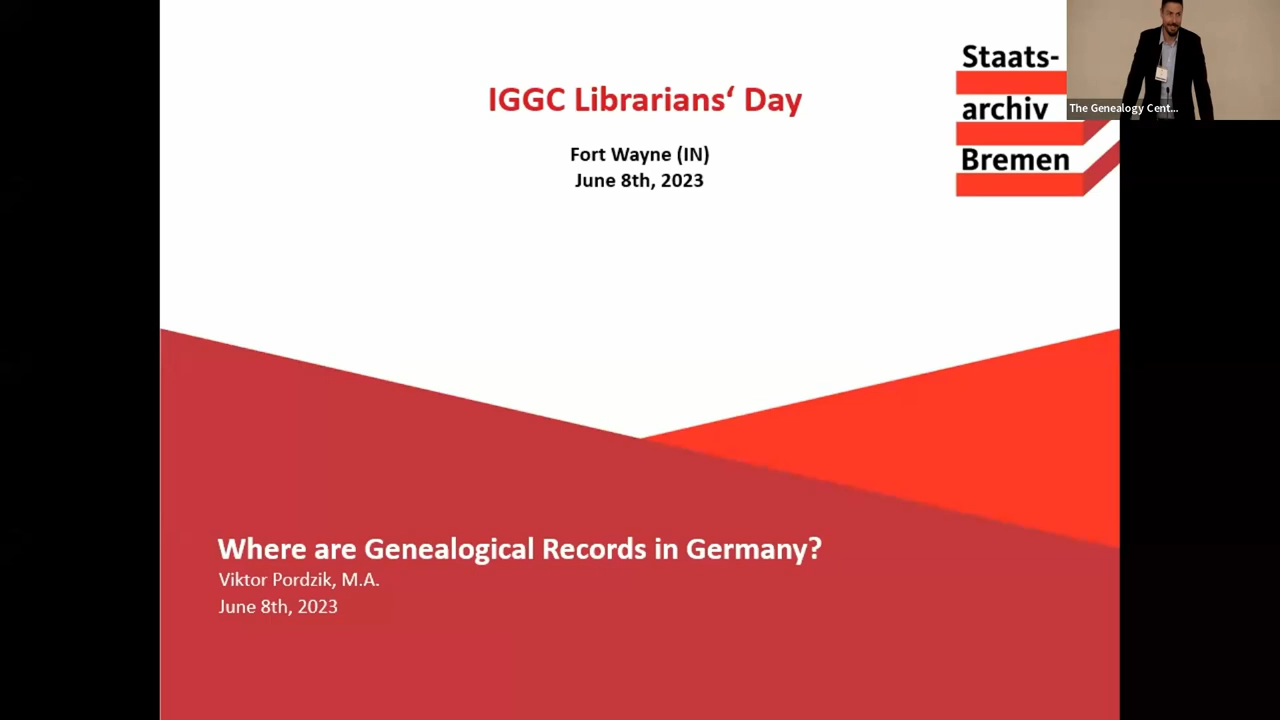 IGGC Librarians‘ Day
Fort Wayne (IN)
June 8th, 2023
Staats-
archiv
Bremen
The Genealogy Cent...
Where are Genealogical Records in Germany?
Viktor Pordzik, M.A.
June 8th, 2023